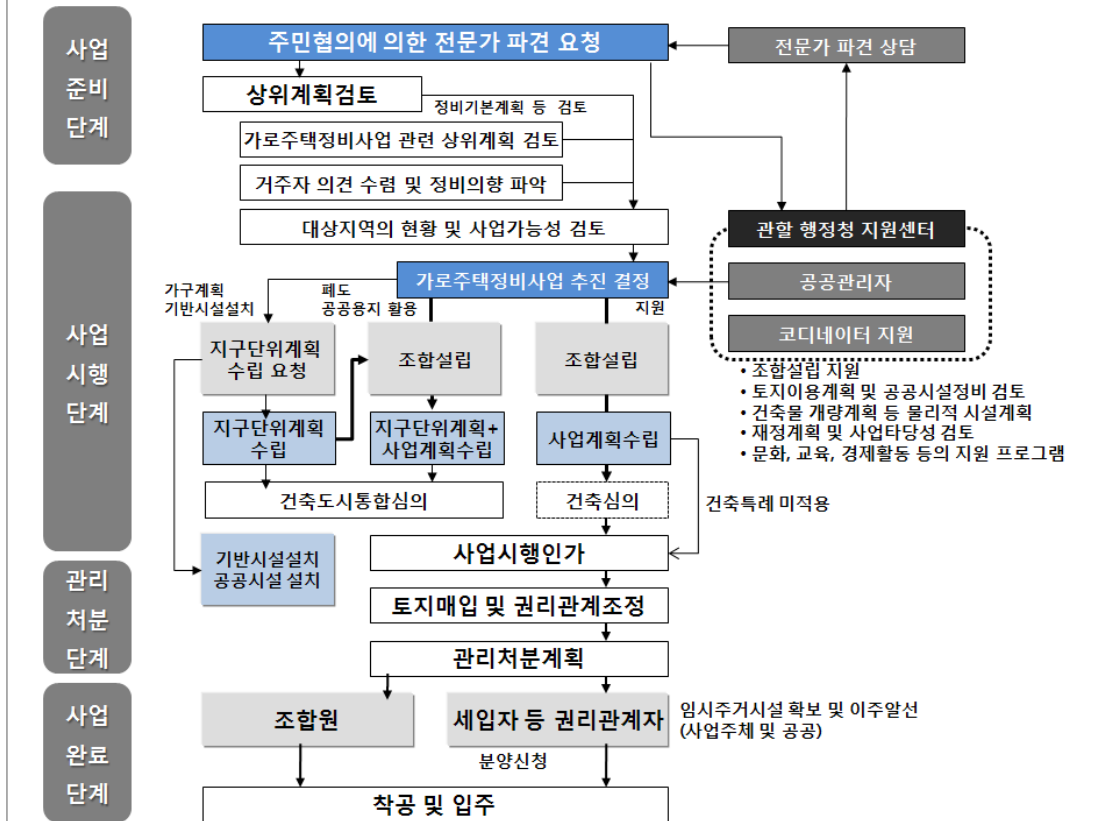 사업
준비
단계
주민협의에 의한 전문가 파견 요청
전문가 파견 상담
상위계획검토
정비기본계획 등 검토
가로주택정비사업 관련 상위계획 검토
거주자 의견 수렴 및 정비의향 파악
대상지역의 현황 및 사업가능성 검토
관할 행정청 지원센터
공공관리자
코디네이터 지원
사업
시행
단계
가로주택정비사업 추진 결정
가구계획
기반시설설치
폐도
공공용지 활용
지원
지구단위계획
수립 요청
조합설립
조합설립
• 조합설립 지원
• 토지이용계획 및 공공시설정비 검토
• 건축물 개량계획 등 물리적 시설계획
• 재정계획 및 사업타당성 검토
• 문화, 교육, 경제활동 등의 지원 프로그램
지구단위계획
수립
지구단위계획+
사업계획수립
사업계획수립
건축도시통합심의
건축심의
건축특례 미적용
사업시행인가
기반시설설치
공공시설 설치
관리
처분
단계
토지매입 및 권리관계조정
관리처분계획
사업
완료
단계
조합원
세입자 등 권리관계자
임시주거시설 확보 및 이주알선
(사업주체 및 공공)
분양신청
착공 및 입주